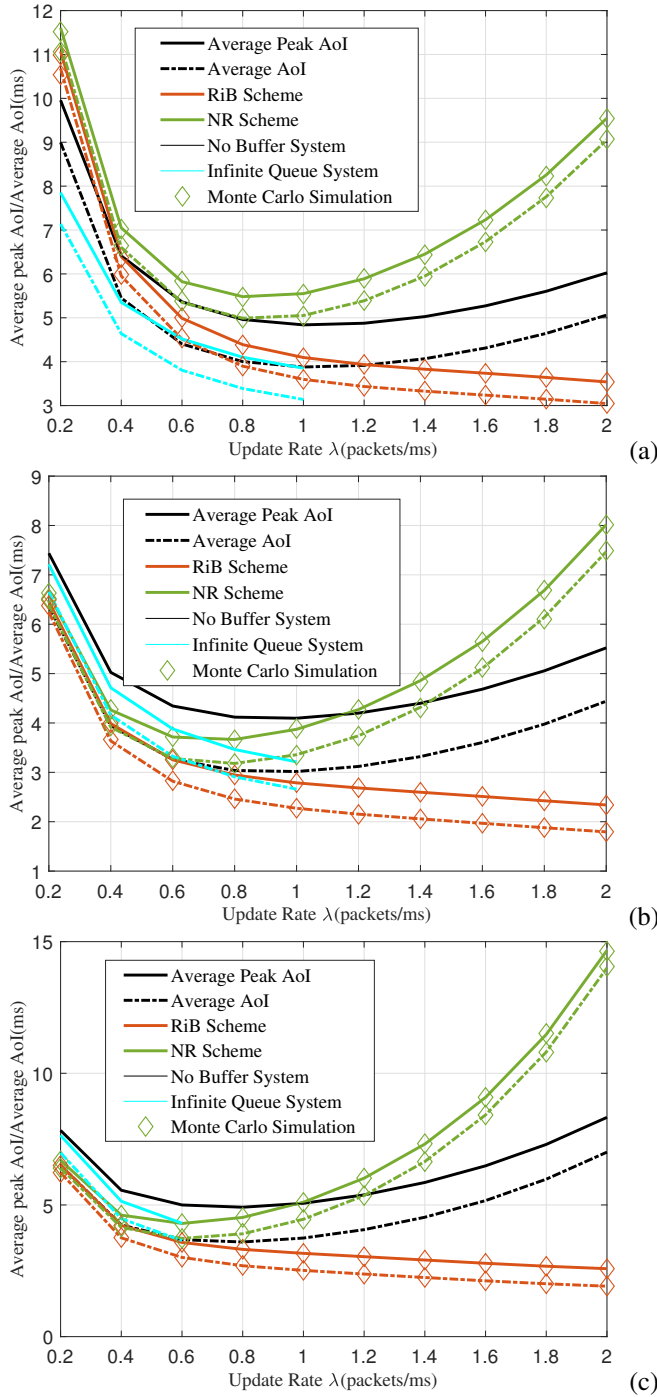 12
11
10
9
8
7
6
5
4
3
Average peak AoI/Average AoI(ms)
Average Peak AoI
Average AoI
RiB Scheme
NR Scheme
No Buffer System
Infinite Queue System
Monte Carlo Simulation
0.2 0.4 0.6 0.8 1 1.2 1.4 1.6 1.8 2
Update Rate λ(packets/ms)
(a)
9
8
7
6
5
4
3
2
1
Average peak AoI/Average AoI(ms)
Average Peak AoI
Average AoI
RiB Scheme
NR Scheme
No Buffer System
Infinite Queue System
Monte Carlo Simulation
0.2 0.4 0.6 0.8 1 1.2 1.4 1.6 1.8 2
Update Rate λ(packets/ms)
(b)
15
10
5
0
Average peak AoI/Average AoI(ms)
Average Peak AoI
Average AoI
RiB Scheme
NR Scheme
No Buffer System
Infinite Queue System
Monte Carlo Simulation
0.2 0.4 0.6 0.8 1 1.2 1.4 1.6 1.8 2
Update Rate λ(packets/ms)
(c)